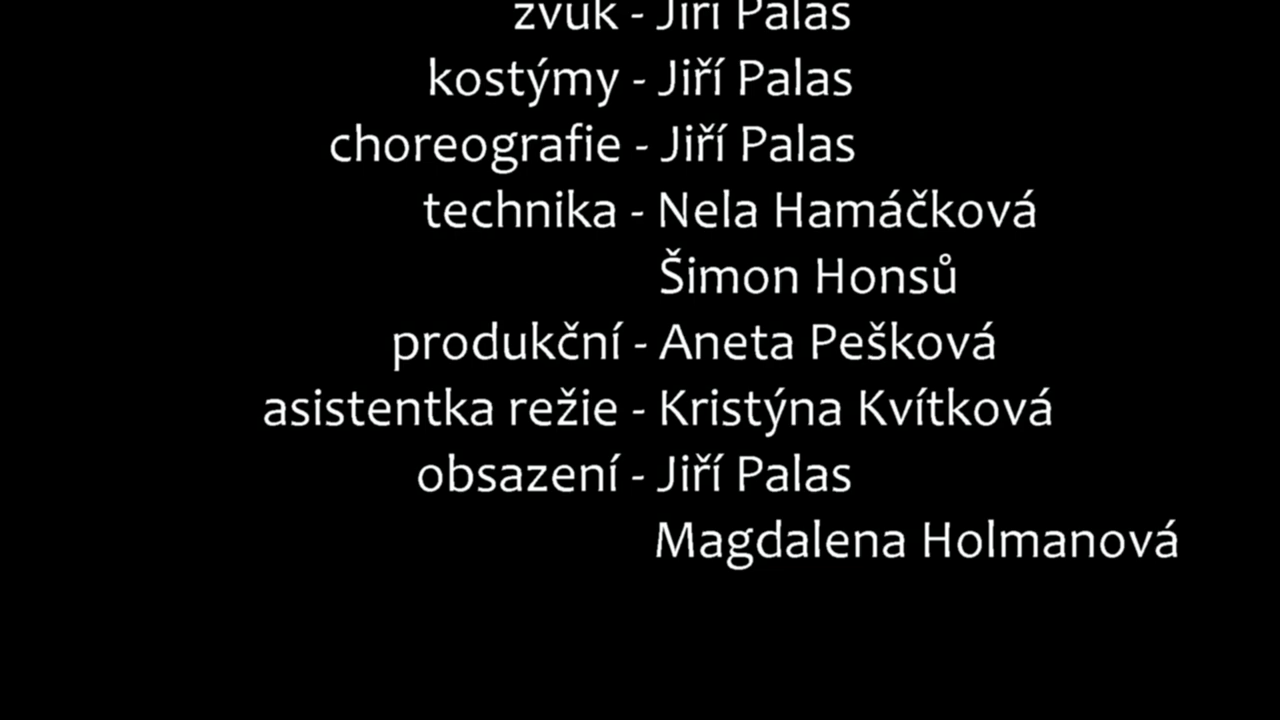 zvuk - Jiří Palas
kostýmy - Jiří Palas
choreografie - Jiří Palas
technika - Nela Hamáčková
Šimon Honsů
produkční - Aneta Pešková
asistentka režie - Kristýna Kvítková
obsazení - Jiří Palas
Magdalena Holmanová